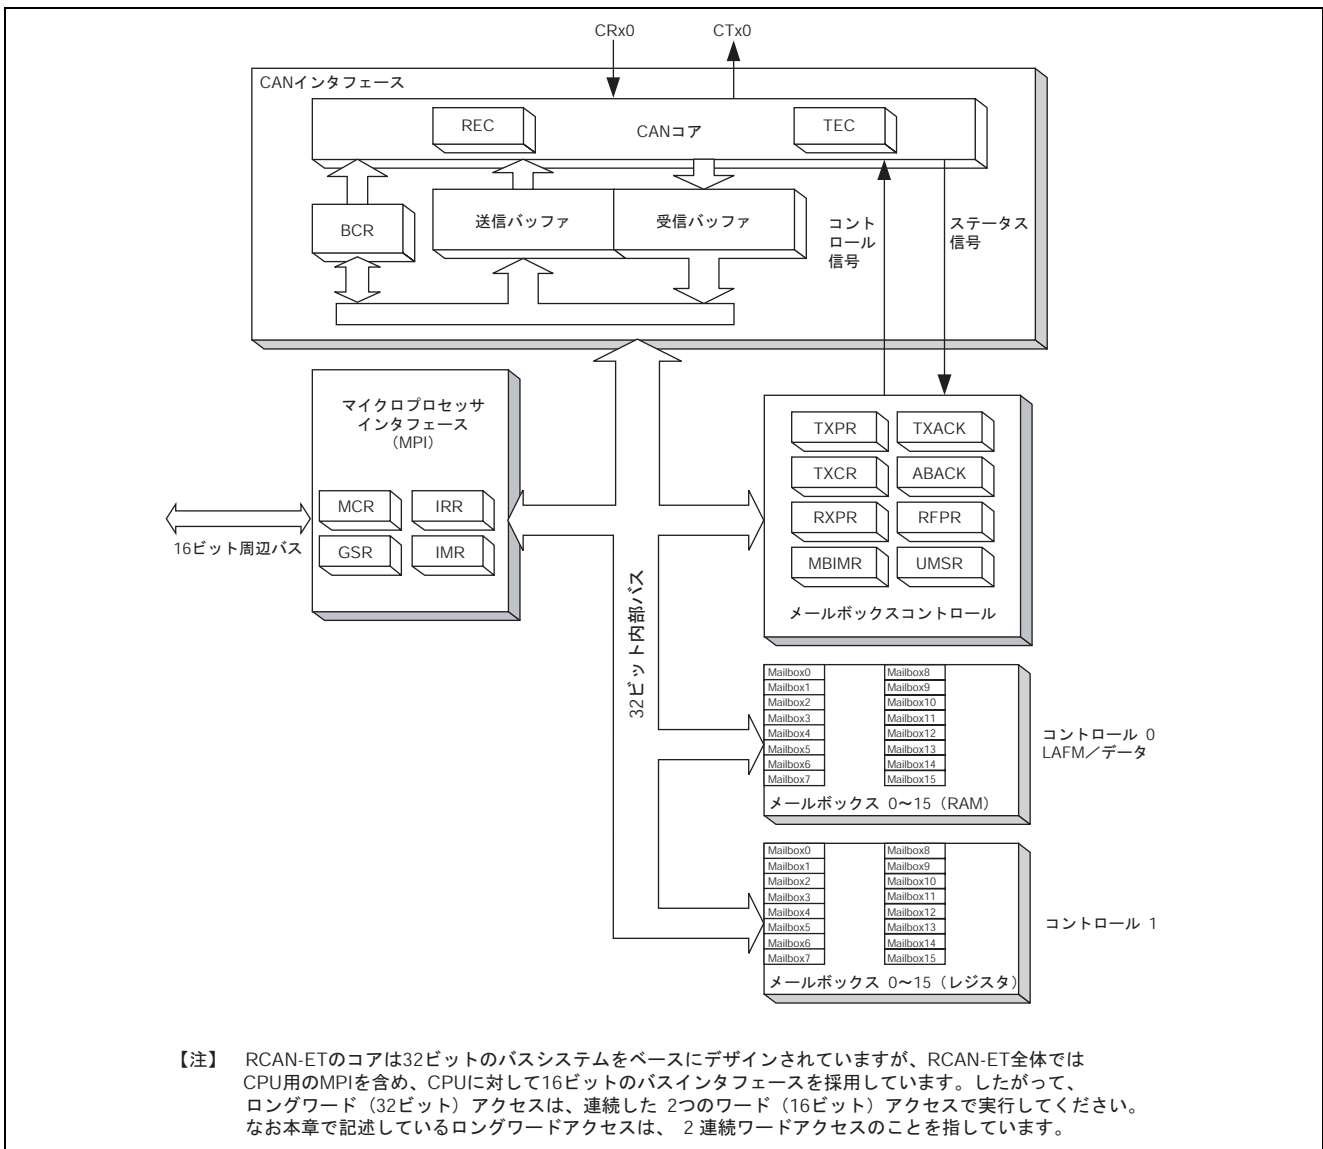 CRx0
CTx0
CANインタフェース
REC
CANコア
TEC
BCR
送信バッファ
受信バッファ
コント
ロール
信号
ステータス
信号
マイクロプロセッサ
インタフェース
(MPI)
MCR
IRR
GSR
IMR
16ビット周辺バス
32ビット内部バス
TXPR
TXACK
TXCR
ABACK
RXPR
RFPR
MBIMR
UMSR
メールボックスコントロール
Mailbox0
Mailbox1
Mailbox2
Mailbox3
Mailbox4
Mailbox5
Mailbox6
Mailbox7
Mailbox8
Mailbox9
Mailbox10
Mailbox11
Mailbox12
Mailbox13
Mailbox14
Mailbox15
メールボックス 0～15（RAM）
コントロール 0
LAFM／データ
Mailbox0
Mailbox1
Mailbox2
Mailbox3
Mailbox4
Mailbox5
Mailbox6
Mailbox7
Mailbox8
Mailbox9
Mailbox10
Mailbox11
Mailbox12
Mailbox13
Mailbox14
Mailbox15
メールボックス 0～15（レジスタ）
コントロール 1
【注】 RCAN-ETのコアは32ビットのバスシステムをベースにデザインされていますが、RCAN-ET全体では
CPU用のMPIを含め、CPUに対して16ビットのバスインタフェースを採用しています。したがって、
ロングワード（32ビット）アクセスは、連続した 2つのワード（16ビット）アクセスで実行してください。
なお本章で記述しているロングワードアクセスは、 2 連続ワードアクセスのことを指しています。